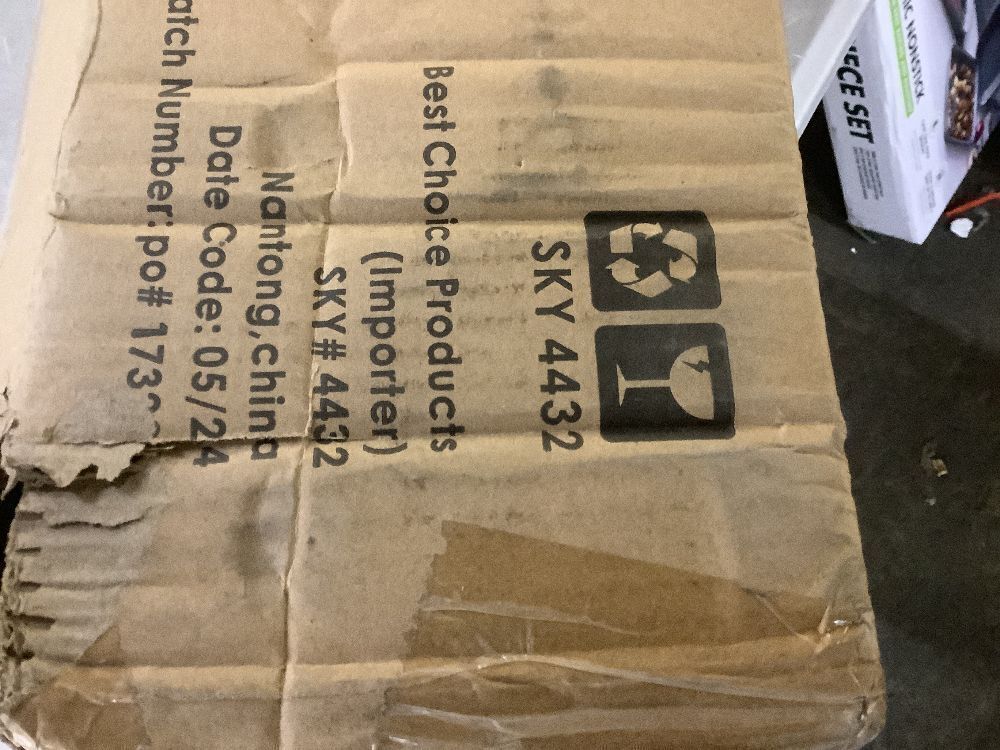 SKY 4432
Best Choice Products
(Importer)
SKY# 4432
Nantong,china
Date Code: 05/24
atch Number: po# 173
NONSTICK
ECE SET